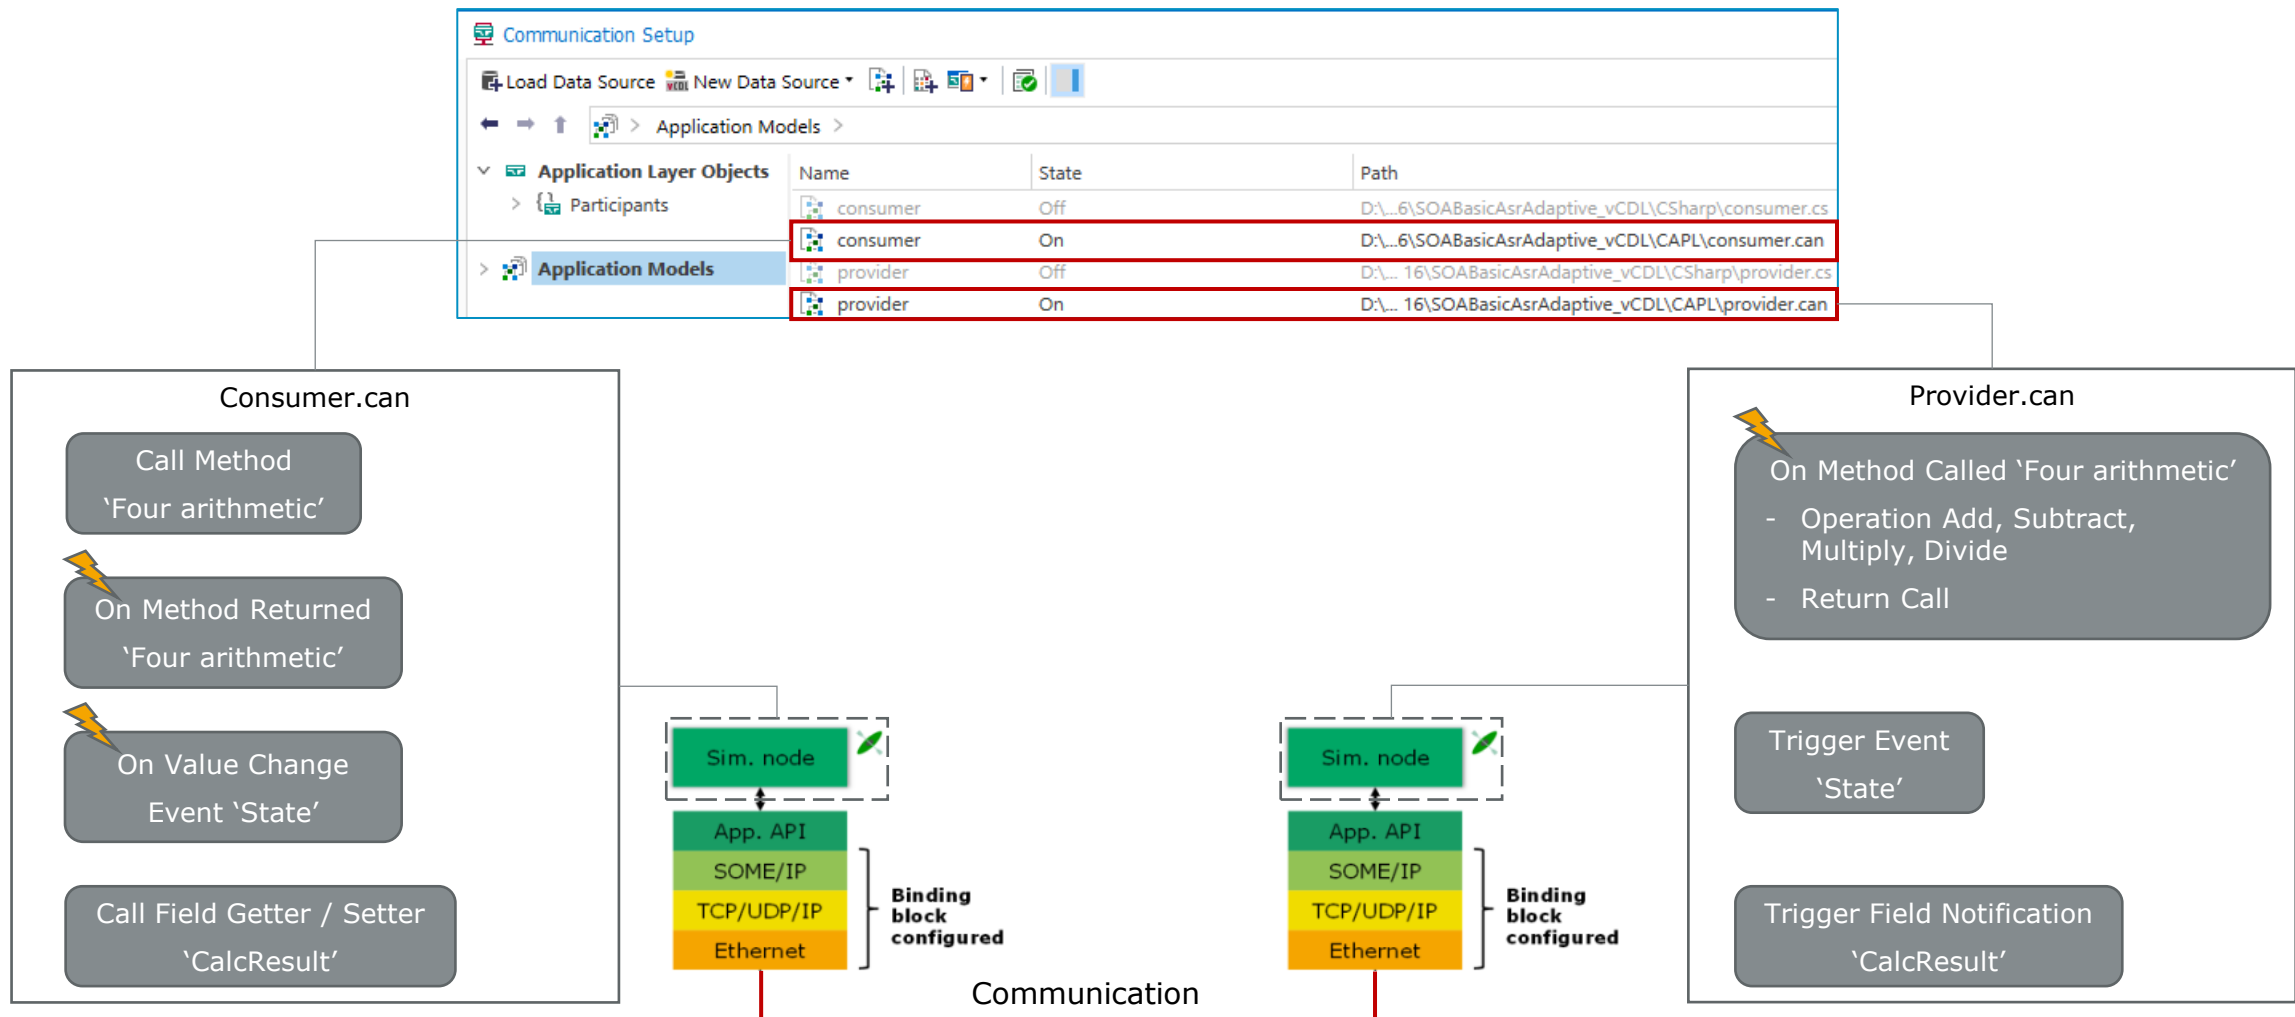 Communication Setup
Load Data Source vCDL New Data Source
> Application Models >
Application Layer Objects
> Participants
> Application Models
Name State Path
consumer Off D:\...6\SOABasicAsrAdaptive_vCDL\CSharp\consumer.cs
consumer On D:\...6\SOABasicAsrAdaptive_vCDL\CAPL\consumer.can
provider Off D:\... 16\SOABasicAsrAdaptive_vCDL\CSharp\provider.cs
provider On D:\... 16\SOABasicAsrAdaptive_vCDL\CAPL\provider.can
Consumer.can
Call Method
‘Four arithmetic’
On Method Returned
‘Four arithmetic’
On Value Change
Event ‘State’
Call Field Getter / Setter
‘CalcResult’
Sim. node
App. API
SOME/IP
TCP/UDP/IP
Ethernet
Binding
block
configured
Communication
Sim. node
App. API
SOME/IP
TCP/UDP/IP
Ethernet
Binding
block
configured
Provider.can
On Method Called ‘Four arithmetic’
- Operation Add, Subtract,
Multiply, Divide
- Return Call
Trigger Event
‘State’
Trigger Field Notification
‘CalcResult’